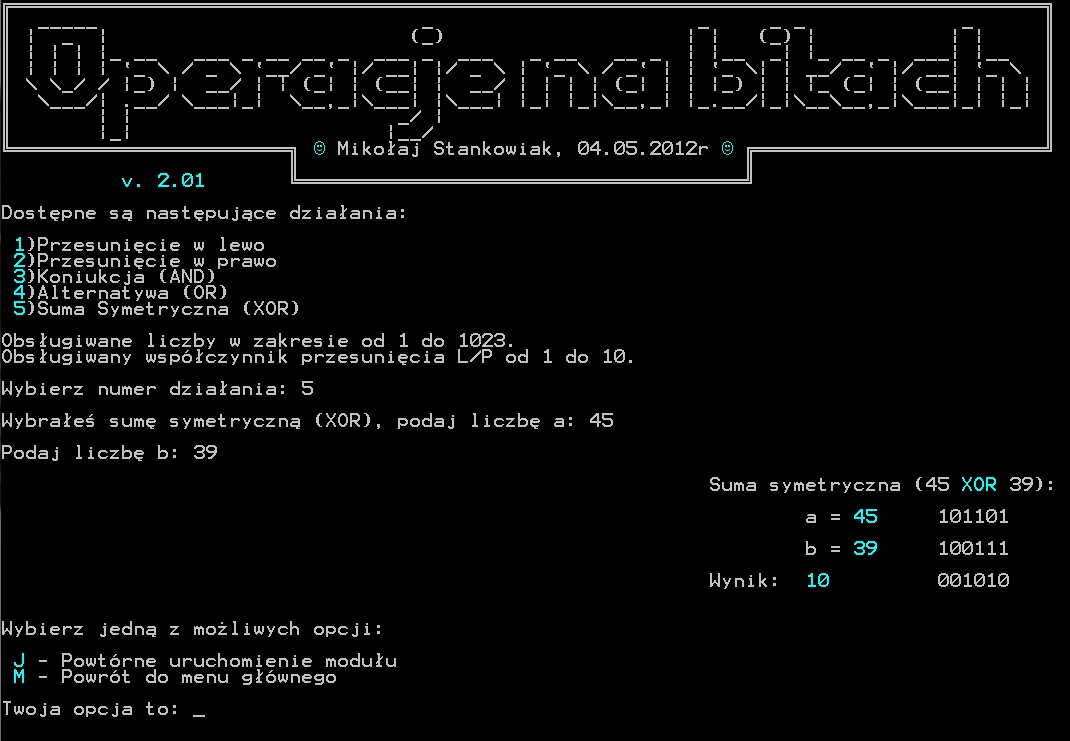 Operacje na bitach
☺ Mikołaj Stankowiak, 04.05.2012r ☺
v. 2.01
Dostępne są następujące działania:
1)Przesunięcie w lewo
2)Przesunięcie w prawo
3)Koniukcja (AND)
4)Alternatywa (OR)
5)Suma Symetryczna (XOR)
Obsługiwane liczby w zakresie od 1 do 1023.
Obsługiwany współczynnik przesunięcia L/P od 1 do 10.
Wybierz numer działania: 5
Wybrałeś sumę symetryczną (XOR), podaj liczbę a: 45
Podaj liczbę b: 39
Suma symetryczna (45 XOR 39):
a = 45 101101
b = 39 100111
Wynik: 10 001010
Wybierz jedną z możliwych opcji:
J - Powtórne uruchomienie modułu
M - Powrót do menu głównego
Twoja opcja to: _